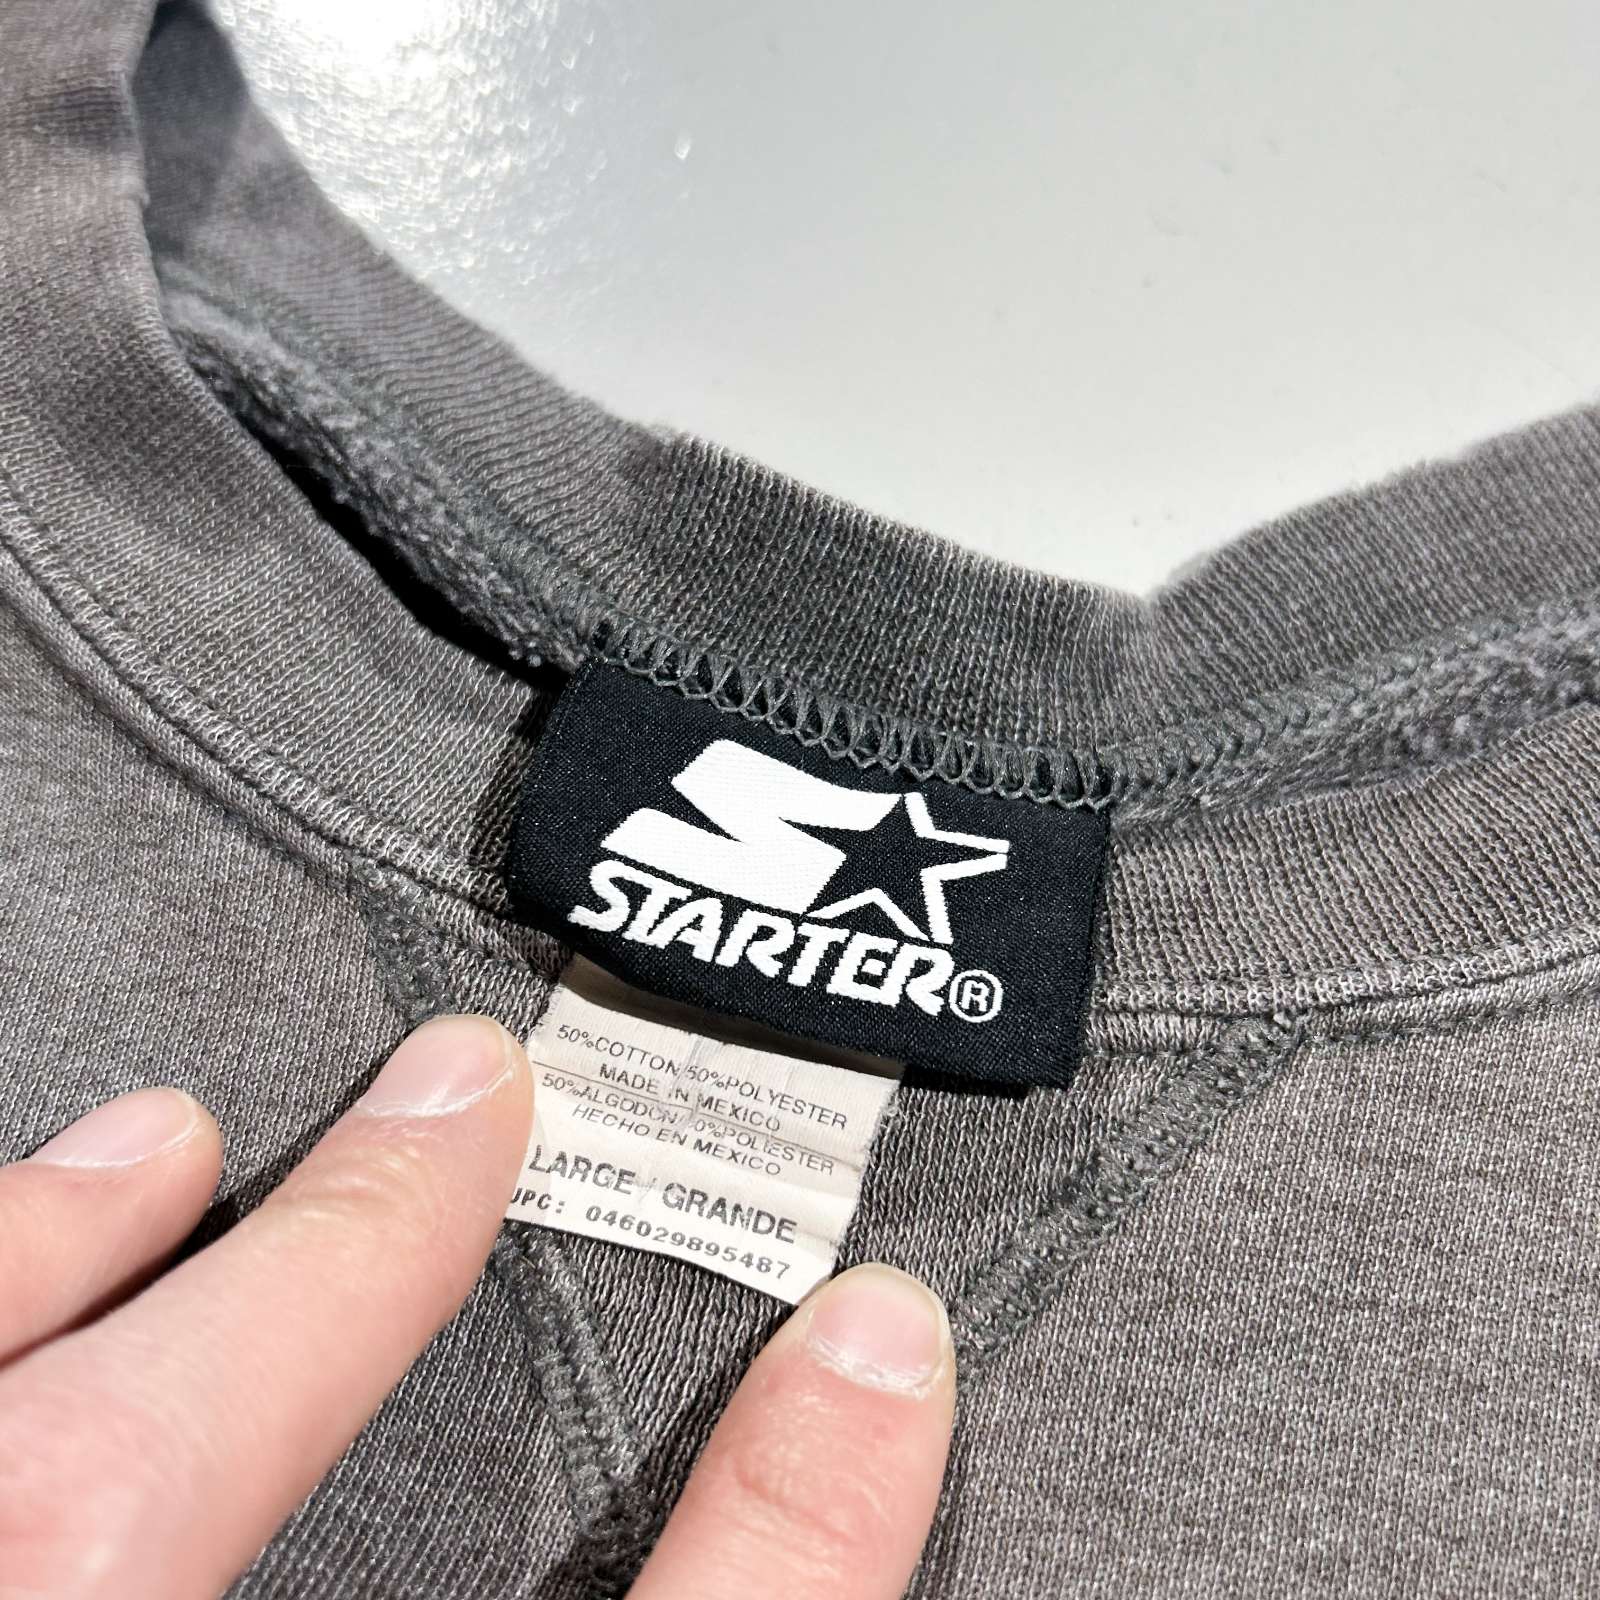 STARTER®
50%COTTON/50%POLYESTER
MADE IN MEXICO
50%ALGODON/50%POLIESTER
HECHO EN MEXICO
LARGE/GRANDE
UPC: 046029895487